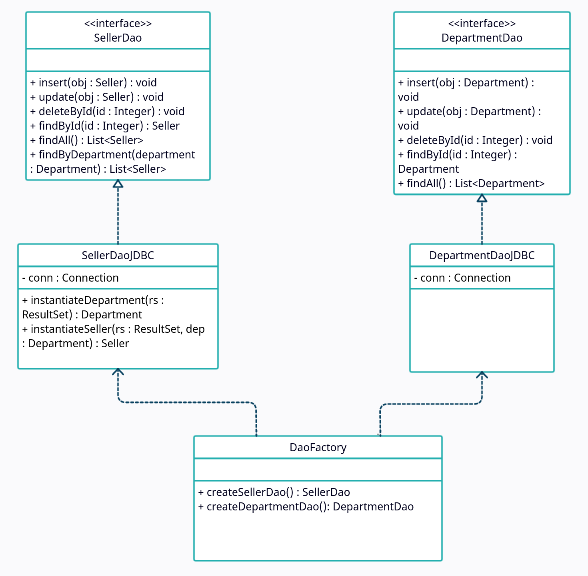 <<interface>>
SellerDao
+ insert(obj : Seller) : void
+ update(obj : Seller) : void
+ deleteById(id : Integer) : void
+ findById(id : Integer) : Seller
+ findAll() : List<Seller>
+ findByDepartment(department
: Department) : List<Seller>
<<interface>>
DepartmentDao
+ insert(obj : Department) :
void
+ update(obj : Department) :
void
+ deleteById(id : Integer) : void
+ findById(id : Integer) :
Department
+ findAll() : List<Department>
SellerDaoJDBC
- conn : Connection
+ instantiateDepartment(rs :
ResultSet) : Department
+ instantiateSeller(rs : ResultSet, dep
: Department) : Seller
DepartmentDaoJDBC
- conn : Connection
DaoFactory
+ createSellerDao() : SellerDao
+ createDepartmentDao(): DepartmentDao